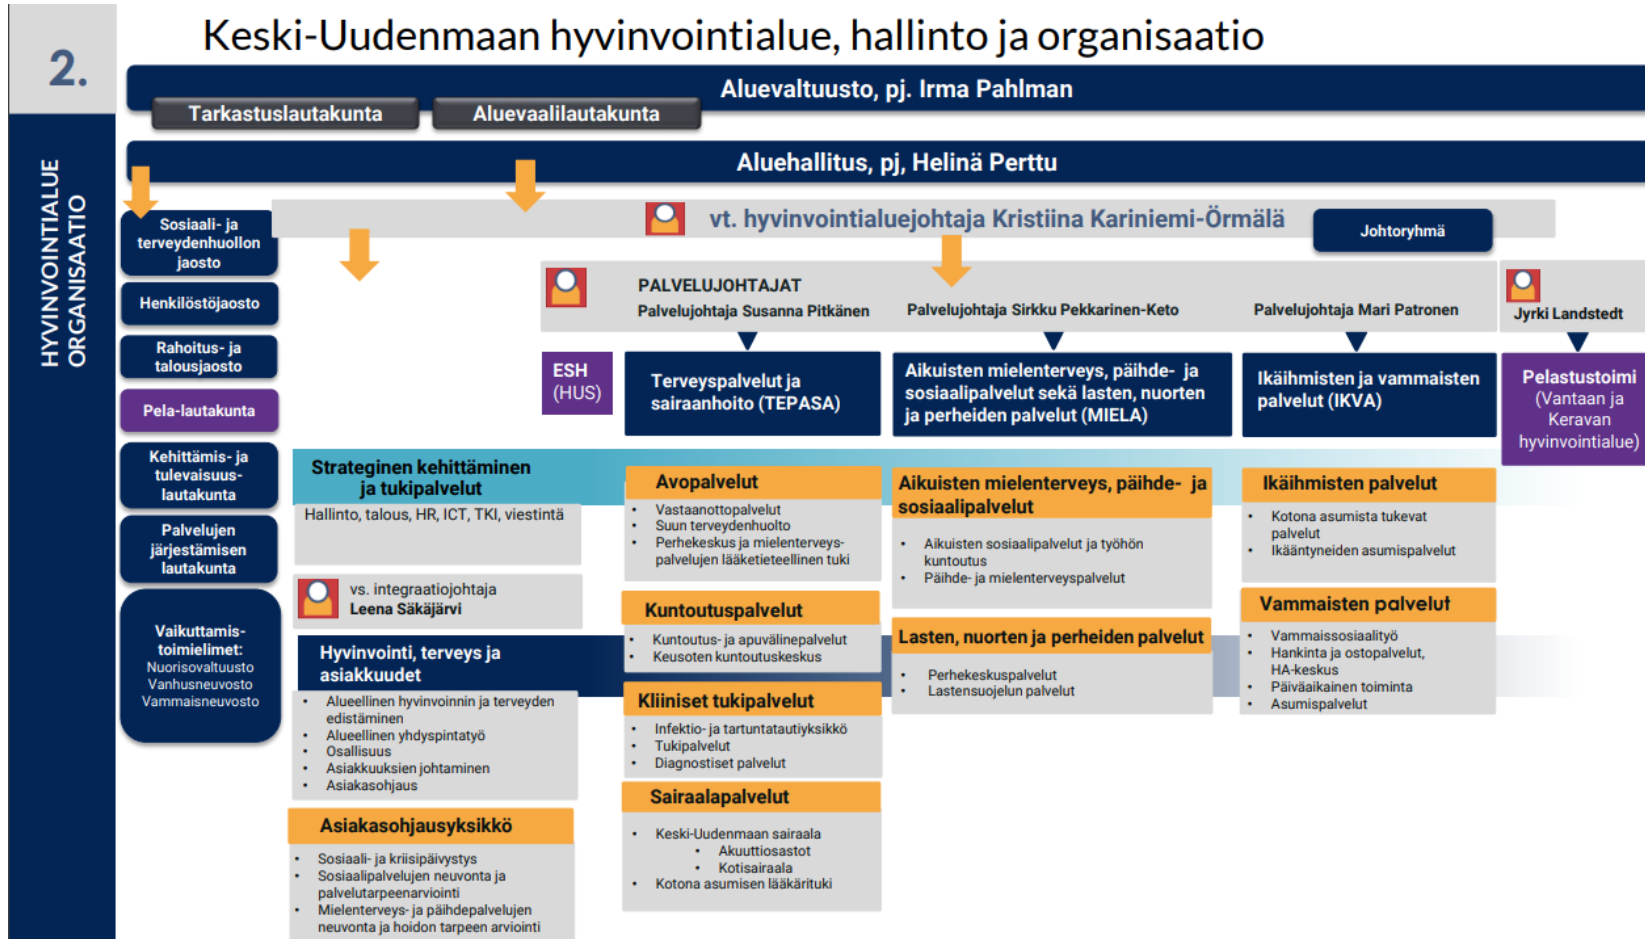 2.
Keski-Uudenmaan hyvinvointialue, hallinto ja organisaatio
HYVINVOINTIALUE
ORGANISAATIO
Aluevaltuusto, pj. Irma Pahlman
Tarkastuslautakunta
Aluevaalilautakunta
Aluehallitus, pj, Helinä Perttu
vt. hyvinvointialuejohtaja Kristiina Kariniemi-Örmälä
Johtoryhmä
Sosiaali- ja
terveydenhuollon
jaosto
Henkilöstöjaosto
Rahoitus- ja
talousjaosto
Pela-lautakunta
Kehittämis- ja
tulevaisuus-
lautakunta
Palvelujen
järjestämisen
lautakunta
Vaikuttamis-
toimielimet:
Nuorisovaltuusto
Vanhusneuvosto
Vammaisneuvosto
PALVELUJOHTAJAT
Palvelujohtaja Susanna Pitkänen
Palvelujohtaja Sirkku Pekkarinen-Keto
Palvelujohtaja Mari Patronen
Jyrki Landstedt
ESH
(HUS)
Terveyspalvelut ja
sairaanhoito (TEPASA)
Aikuisten mielenterveys, päihde- ja
sosiaalipalvelut sekä lasten, nuorten
ja perheiden palvelut (MIELA)
Ikäihmisten ja vammaisten
palvelut (IKVA)
Pelastustoimi
(Vantaan ja
Keravan
hyvinvointialue)
Strateginen kehittäminen
ja tukipalvelut
Hallinto, talous, HR, ICT, TKI, viestintä
vs. integraatiojohtaja
Leena Säkäjärvi
Hyvinvointi, terveys ja
asiakkuudet
• Alueellinen hyvinvoinnin ja terveyden
edistäminen
• Alueellinen yhdyspintatyö
• Osallisuus
• Asiakkuuksien johtaminen
• Asiakasohjaus
Asiakasohjausyksikkö
• Sosiaali- ja kriisipäivystys
• Sosiaalipalvelujen neuvonta ja
palvelutarpeenarviointi
• Mielenterveys- ja päihdepalvelujen
neuvonta ja hoidon tarpeen arviointi
Avopalvelut
• Vastaanottopalvelut
• Suun terveydenhuolto
• Perhekeskus ja mielenterveys-
palvelujen lääketieteellinen tuki
Kuntoutuspalvelut
• Kuntoutus- ja apuvälinepalvelut
• Keusoten kuntoutuskeskus
Kliiniset tukipalvelut
• Infektio- ja tartuntatautiyksikkö
• Tukipalvelut
• Diagnostiset palvelut
Sairaalapalvelut
• Keski-Uudenmaan sairaala
• Akuuttiosastot
• Kotisairaala
• Kotona asumisen lääkärituki
Aikuisten mielenterveys, päihde- ja
sosiaalipalvelut
• Aikuisten sosiaalipalvelut ja työhön
kuntoutus
• Päihde- ja mielenterveyspalvelut
Lasten, nuorten ja perheiden palvelut
• Perhekeskuspalvelut
• Lastensuojelun palvelut
Ikäihmisten palvelut
• Kotona asumista tukevat
palvelut
• Ikääntyneiden asumispalvelut
Vammaisten palvelut
• Vammaissosiaalityö
• Hankinta ja ostopalvelut,
HA-keskus
• Päiväaikainen toiminta
• Asumispalvelut